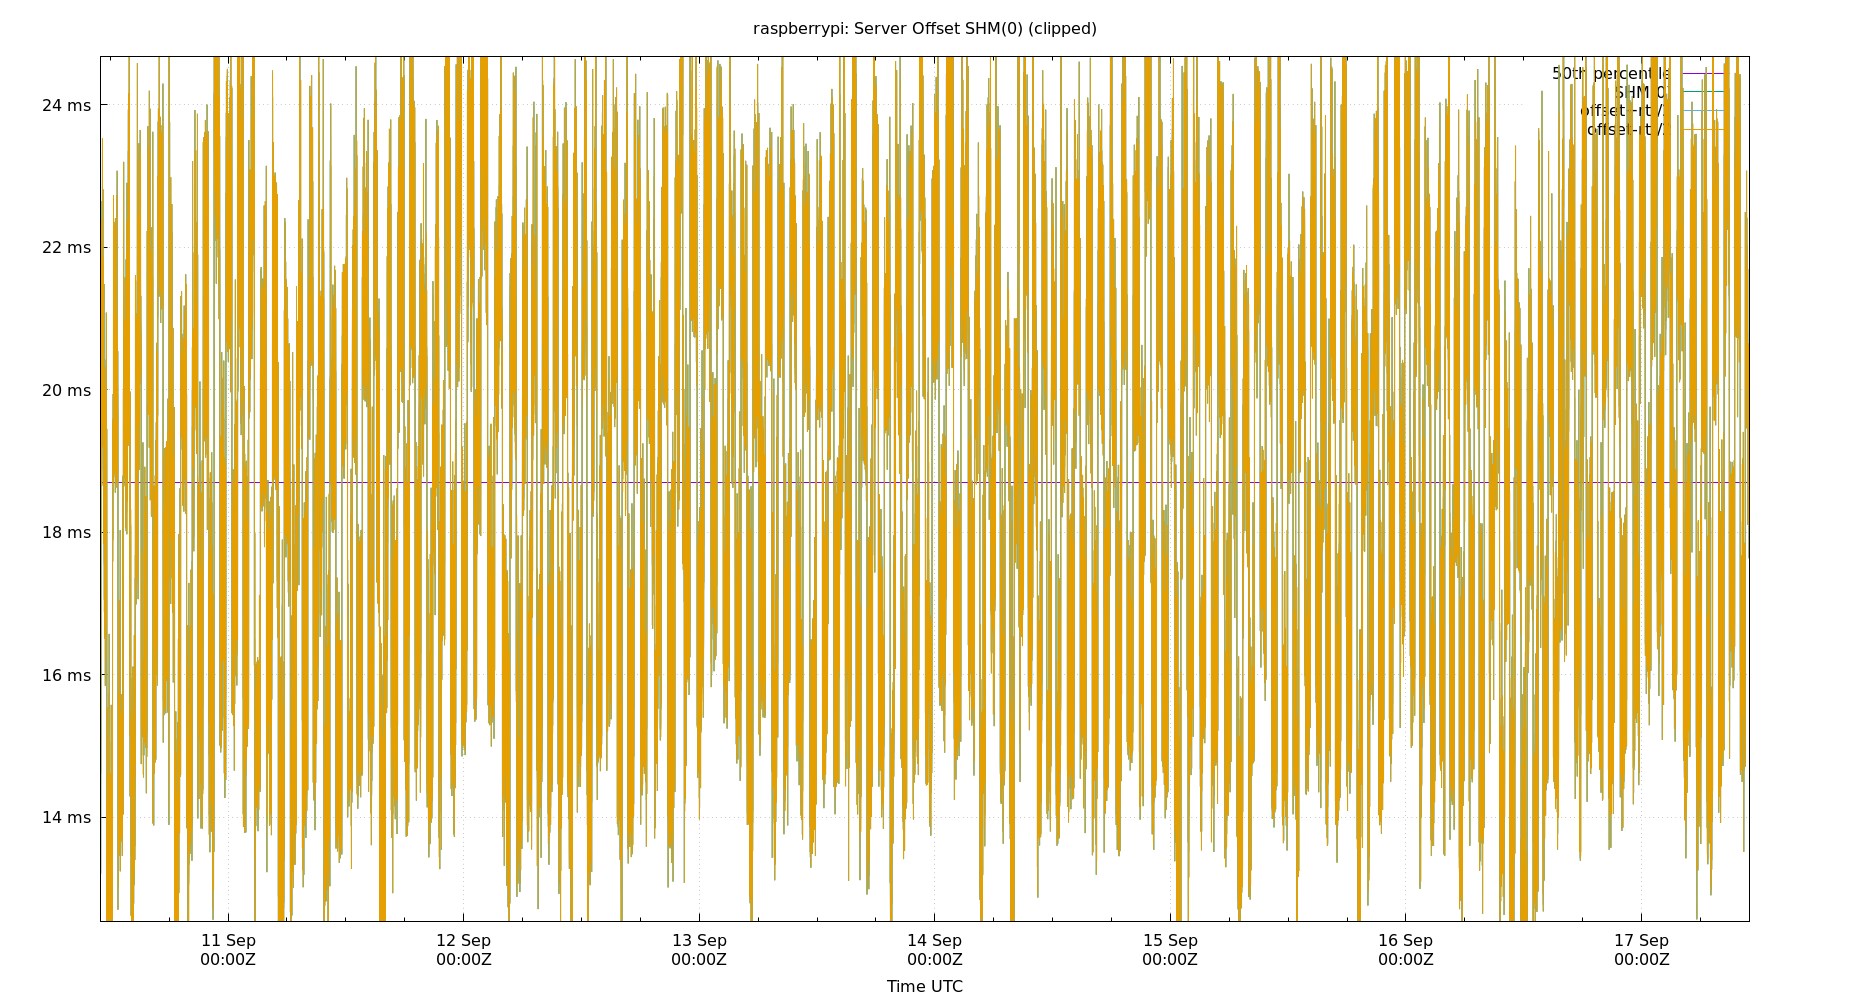 raspberrypi: Server Offset SHM(0) (clipped)
24 ms
22 ms
20 ms
18 ms
16 ms
14 ms
50th percentile
SHM(0)
11 Sep
00:00Z
12 Sep
00:00Z
13 Sep
00:00Z
14 Sep
00:00Z
15 Sep
00:00Z
16 Sep
00:00Z
17 Sep
00:00Z
Time UTC